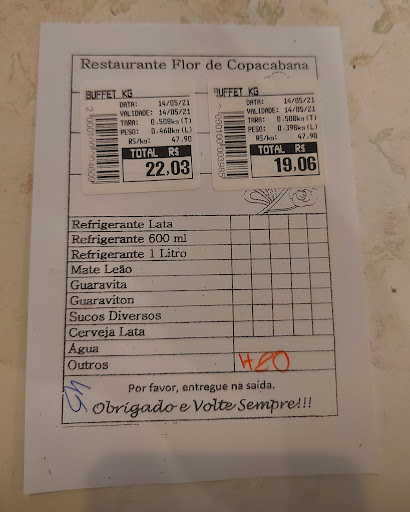 Restaurante Flor de Copacabana
BUFFET KG
DATA: 14/05/21
VALIDADE: 14/05/21
TARA: 0.508kg(T)
PESO: 0.460kg(L)
R$/kg: 47.90
TOTAL R$
22,03
BUFFET KG
DATA: 14/05/21
VALIDADE: 14/05/21
TARA: 0.508kg(T)
PESO: 0.398kg(L)
R$/kg: 47.90
TOTAL R$
19,06
Refrigerante Lata
Refrigerante 600 ml
Refrigerante 1 Litro
Mate Leão
Guaravita
Guaraviton
Sucos Diversos
Cerveja Lata
Água
Outros
Por favor, entregue na saída.
Obrigado e Volte Sempre!!!